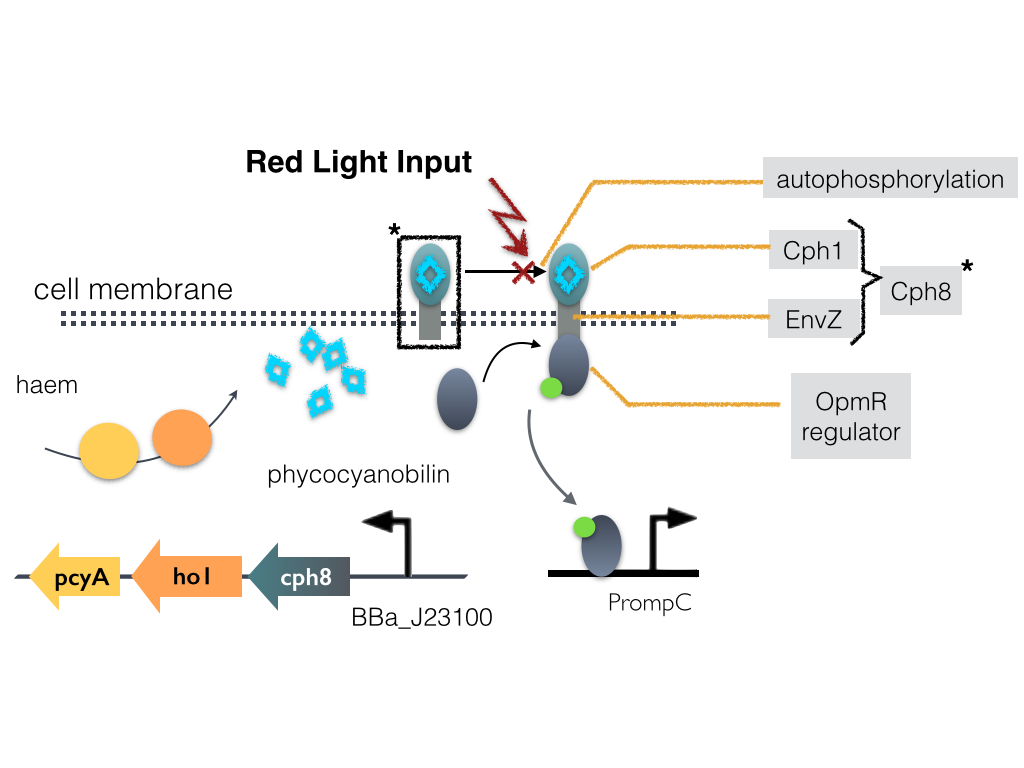 Red Light Input
autophosphorylation
*
Cph1
*
Cph8
cell membrane
EnvZ
haem
OpmR
regulator
phycocyanobilin
pcyA
ho1
cph8
BBa_J23100
PrompC